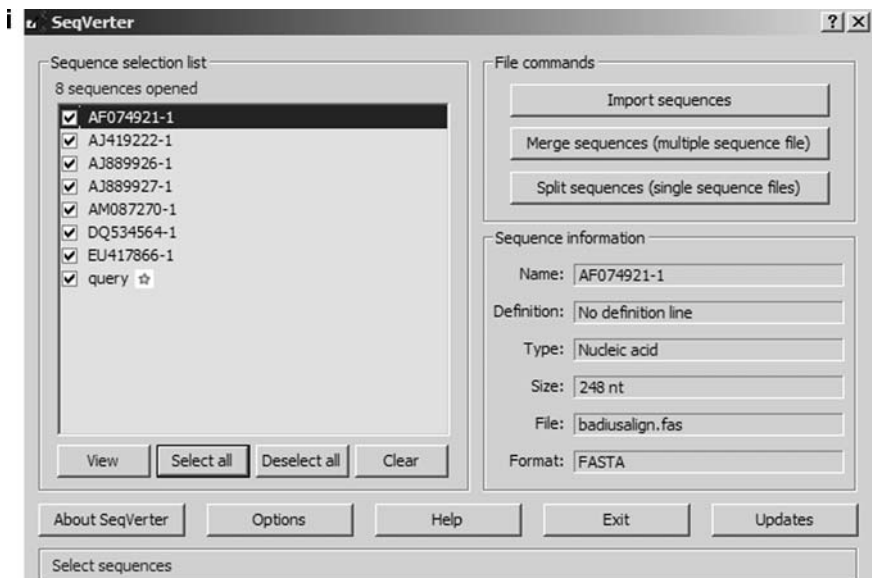 i
SeqVerter
Sequence selection list
8 sequences opened
AF074921-1
AJ419222-1
AJ889926-1
AJ889927-1
AM087270-1
DQ534564-1
EU417866-1
query
View
Select all
Deselect all
Clear
File commands
Import sequences
Merge sequences (multiple sequence file)
Split sequences (single sequence files)
Sequence information
Name: AF074921-1
Definition: No definition line
Type: Nucleic acid
Size: 248 nt
File: badiusalign.fas
Format: FASTA
About SeqVerter
Options
Help
Exit
Updates
Select sequences